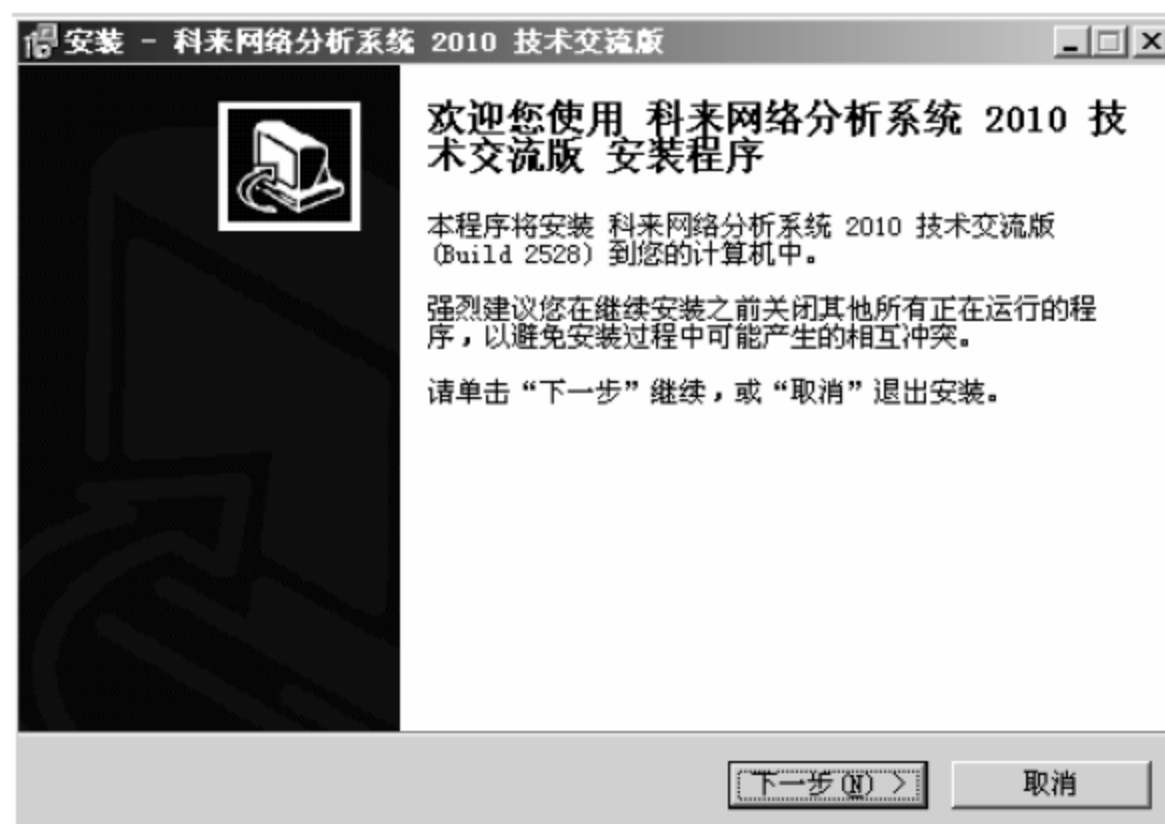 安装 - 科来网络分析系统 2010 技术交流版
欢迎您使用 科来网络分析系统 2010 技
术交流版 安装程序
本程序将安装 科来网络分析系统 2010 技术交流版
(Build 2528) 到您的计算机中。
强烈建议您在继续安装之前关闭其他所有正在运行的程
序，以避免安装过程中可能产生的相互冲突。
请单击“下一步”继续，或“取消”退出安装。
下一步(N) >
取消